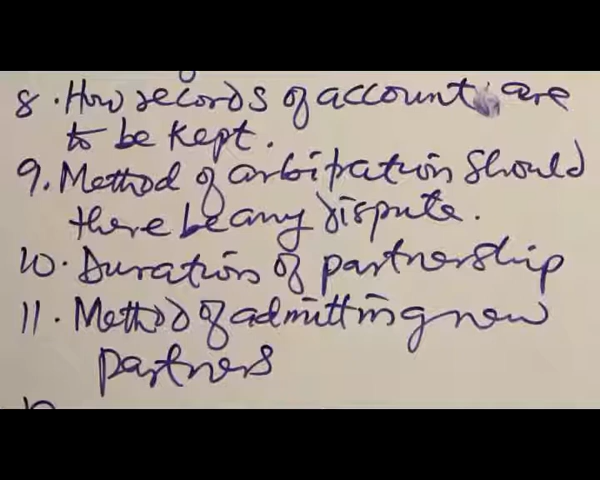 8. How records of account are
to be kept.
9. Method of arbitration should
there be any dispute.
10. Duration of partnership
11. Method of admitting new
partners